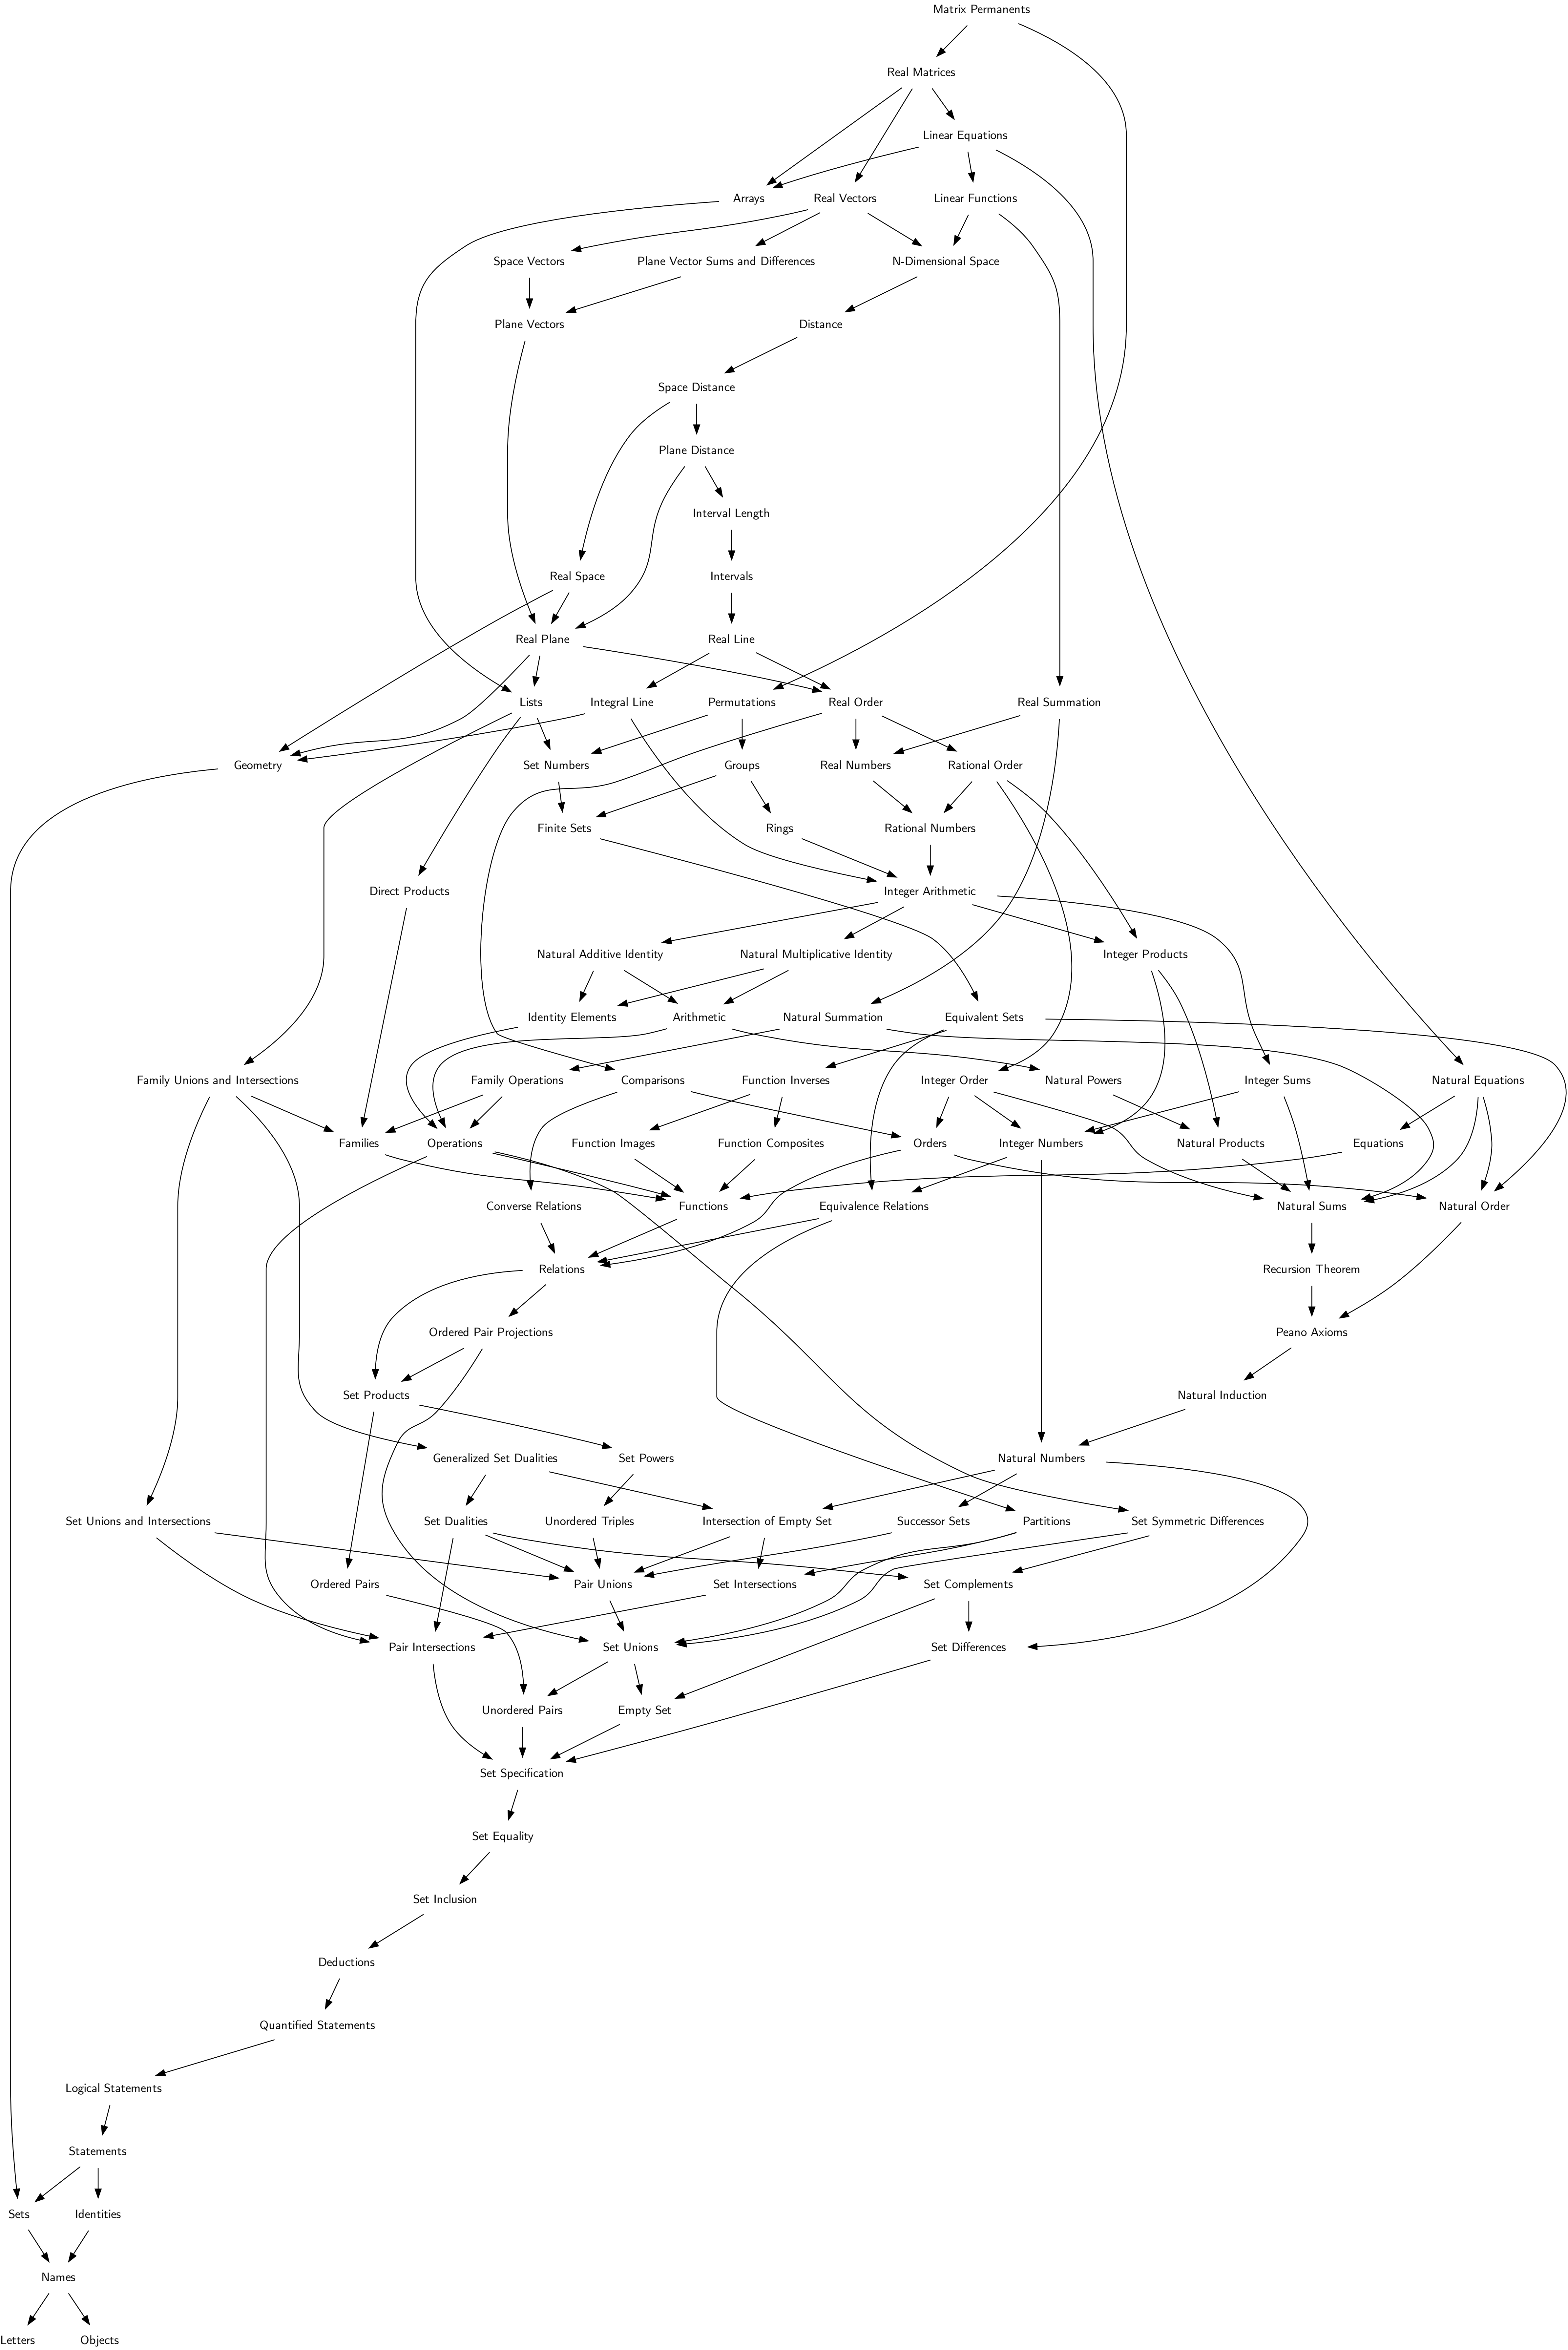 Matrix Permanents
Real Matrices
Linear Equations
Arrays
Real Vectors
Linear Functions
Space Vectors
Plane Vector Sums and Differences
N-Dimensional Space
Plane Vectors
Distance
Space Distance
Plane Distance
Interval Length
Real Space
Intervals
Real Plane
Real Line
Lists
Integral Line
Permutations
Real Order
Real Summation
Geometry
Set Numbers
Groups
Real Numbers
Rational Order
Finite Sets
Rings
Rational Numbers
Direct Products
Integer Arithmetic
Natural Additive Identity
Natural Multiplicative Identity
Integer Products
Identity Elements
Arithmetic
Natural Summation
Equivalent Sets
Family Unions and Intersections
Family Operations
Comparisons
Function Inverses
Integer Order
Natural Powers
Integer Sums
Natural Equations
Families
Operations
Function Images
Function Composites
Orders
Integer Numbers
Natural Products
Equations
Converse Relations
Functions
Equivalence Relations
Natural Sums
Natural Order
Relations
Recursion Theorem
Ordered Pair Projections
Peano Axioms
Set Products
Natural Induction
Generalized Set Dualities
Set Powers
Natural Numbers
Set Unions and Intersections
Set Dualities
Unordered Triples
Intersection of Empty Set
Successor Sets
Partitions
Set Symmetric Differences
Ordered Pairs
Pair Unions
Set Intersections
Set Complements
Pair Intersections
Set Unions
Set Differences
Unordered Pairs
Empty Set
Set Specification
Set Equality
Set Inclusion
Deductions
Quantified Statements
Logical Statements
Statements
Sets
Identities
Names
Letters
Objects